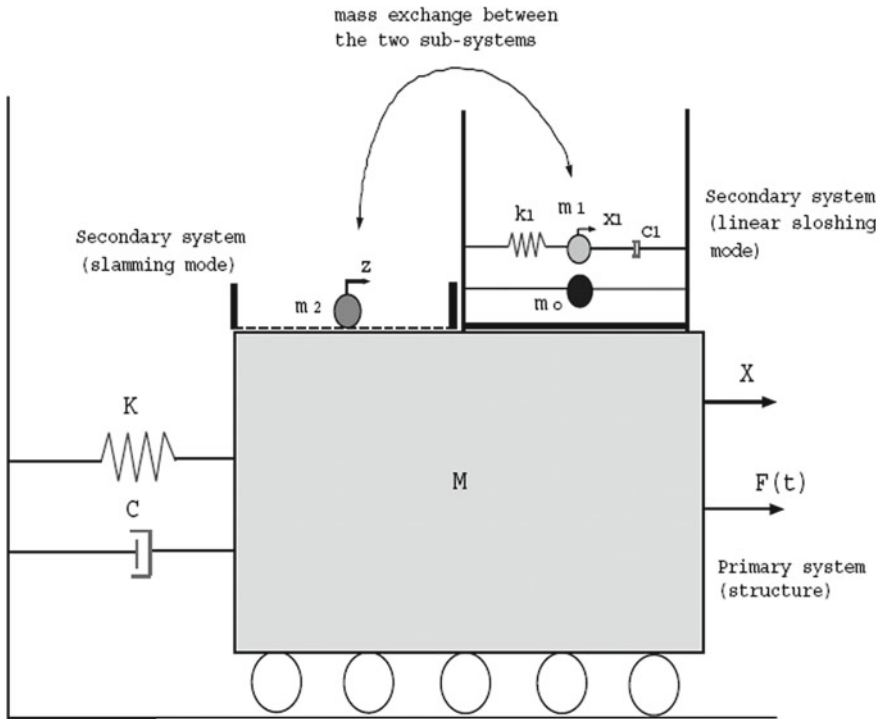 mass exchange between
the two sub-systems
Secondary system
(linear sloshing
mode)
m1
x1
k1
c1
Secondary system
(slamming mode)
z
m2
mo
X
K
M
F(t)
C
Primary system
(structure)